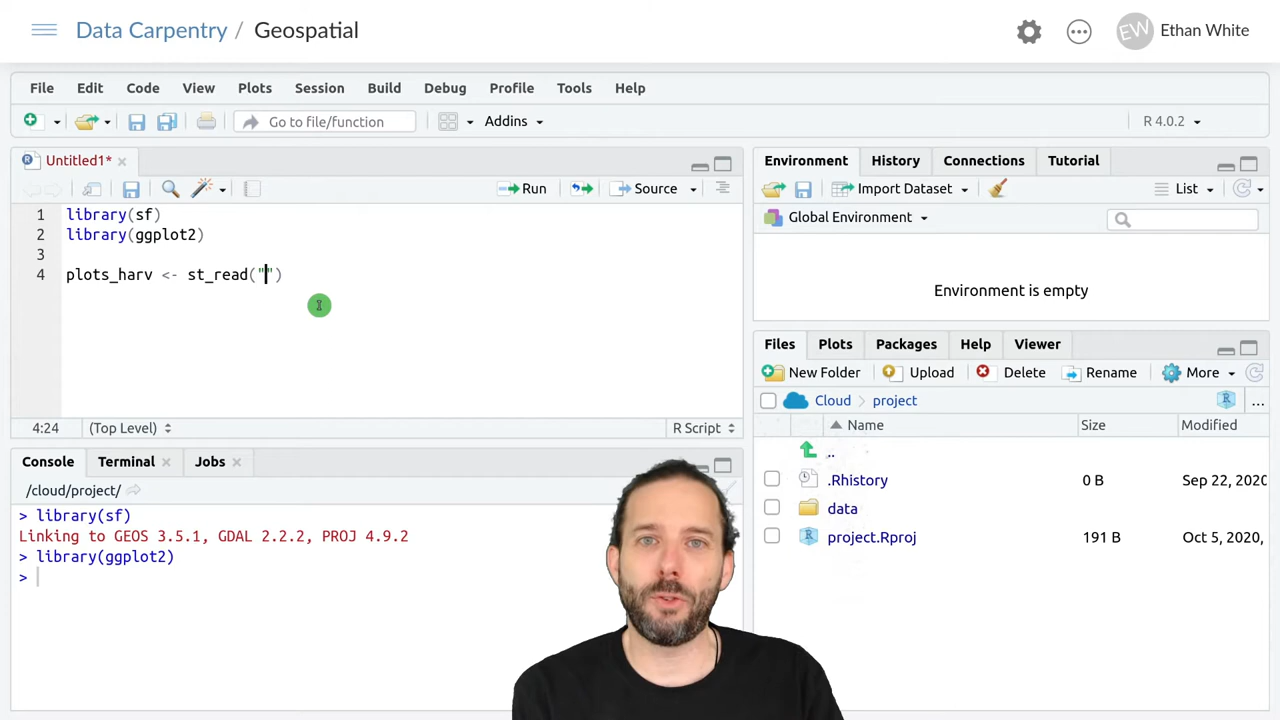 Data Carpentry / Geospatial
EW Ethan White
File Edit Code View Plots Session Build Debug Profile Tools Help
Go to file/function Addins R 4.0.2
Untitled1*
Run Source
1 library(sf)
2 library(ggplot2)
3
4 plots_harv <- st_read("")
4:24 (Top Level) R Script
Console Terminal Jobs
/cloud/project/
> library(sf)
Linking to GEOS 3.5.1, GDAL 2.2.2, PROJ 4.9.2
> library(ggplot2)
>
Environment History Connections Tutorial
Import Dataset List
Global Environment
Environment is empty
Files Plots Packages Help Viewer
New Folder Upload Delete Rename More
Cloud project ...
Name Size Modified
..
.Rhistory 0 B Sep 22, 2020
data
project.Rproj 191 B Oct 5, 2020,